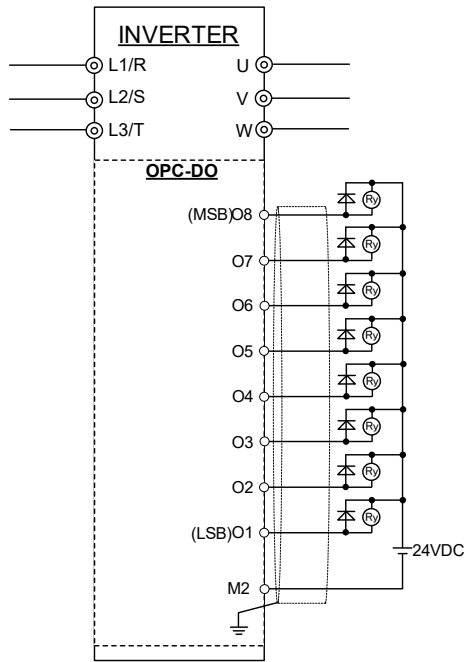 INVERTER
L1/R U
L2/S V
L3/T W
OPC-DO
(MSB)O8 Ry
O7 Ry
O6 Ry
O5 Ry
O4 Ry
O3 Ry
O2 Ry
(LSB)O1 Ry
24VDC
M2